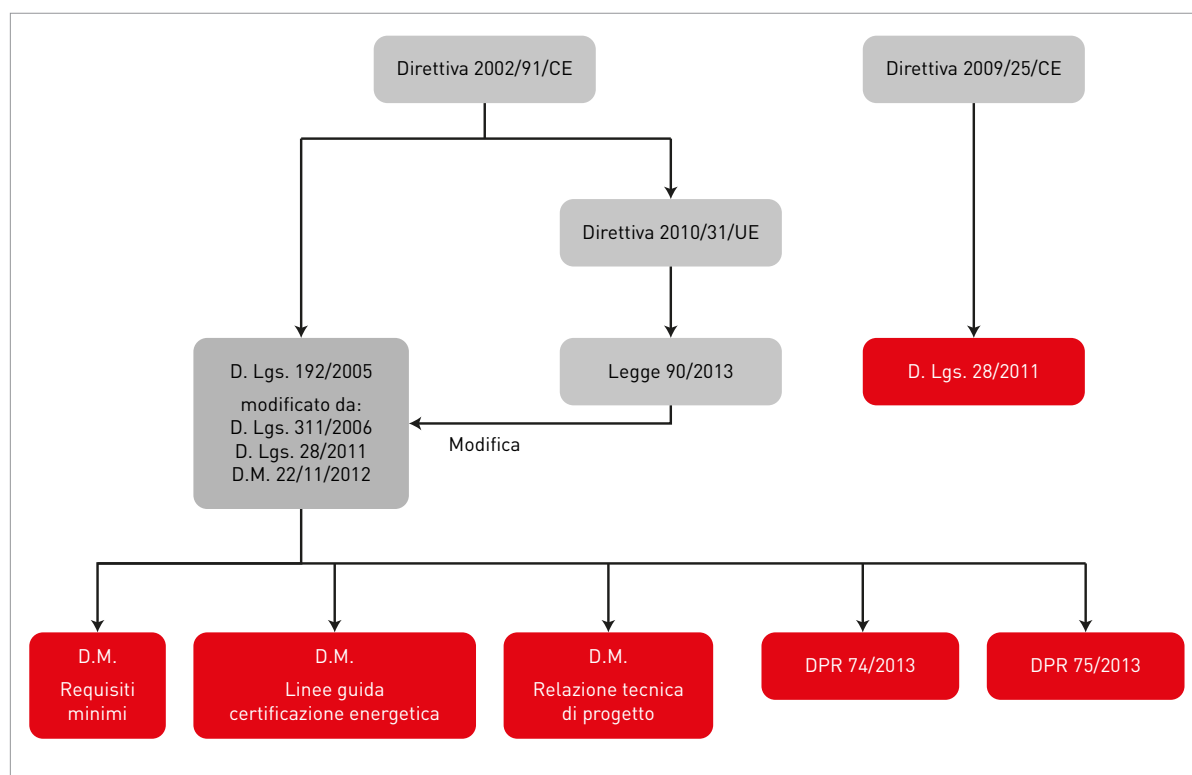 Direttiva 2002/91/CE
Direttiva 2009/25/CE
Direttiva 2010/31/UE
D. Lgs. 192/2005
modificato da:
D. Lgs. 311/2006
D. Lgs. 28/2011
D.M. 22/11/2012
Legge 90/2013
D. Lgs. 28/2011
Modifica
D.M.
Requisiti
minimi
D.M.
Linee guida
certificazione energetica
D.M.
Relazione tecnica
di progetto
DPR 74/2013
DPR 75/2013